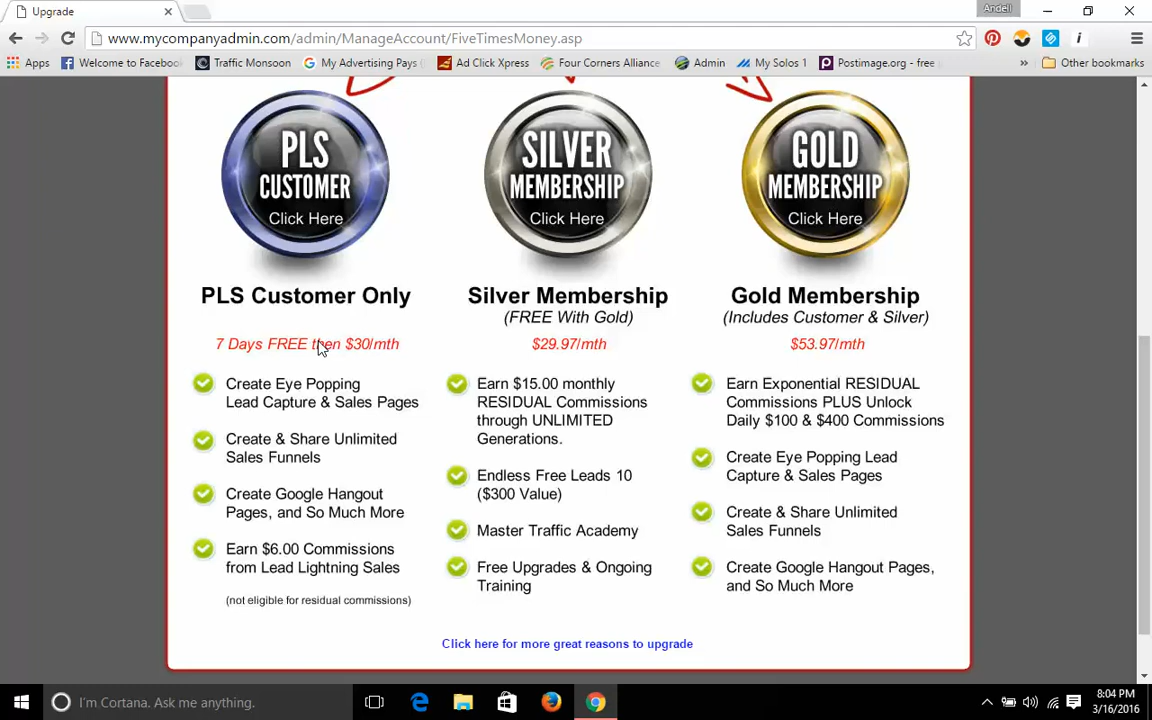 Upgrade
Andell
www.mycompanyadmin.com/admin/ManageAccount/FiveTimesMoney.asp
Apps
Welcome to Facebook
Traffic Monsoon
My Advertising Pays (
Ad Click Xpress
Four Corners Alliance
Admin
My Solos 1
Postimage.org - free
»
Other bookmarks
PLS
CUSTOMER
Click Here
SILVER
MEMBERSHIP
Click Here
GOLD
MEMBERSHIP
Click Here
PLS Customer Only
7 Days FREE then $30/mth
Create Eye Popping
Lead Capture & Sales Pages
Create & Share Unlimited
Sales Funnels
Create Google Hangout
Pages, and So Much More
Earn $6.00 Commissions
from Lead Lightning Sales
(not eligible for residual commissions)
Silver Membership
(FREE With Gold)
$29.97/mth
Earn $15.00 monthly
RESIDUAL Commissions
through UNLIMITED
Generations.
Endless Free Leads 10
($300 Value)
Master Traffic Academy
Free Upgrades & Ongoing
Training
Gold Membership
(Includes Customer & Silver)
$53.97/mth
Earn Exponential RESIDUAL
Commissions PLUS Unlock
Daily $100 & $400 Commissions
Create Eye Popping Lead
Capture & Sales Pages
Create & Share Unlimited
Sales Funnels
Create Google Hangout Pages,
and So Much More
Click here for more great reasons to upgrade
I'm Cortana. Ask me anything.
8:04 PM
3/16/2016